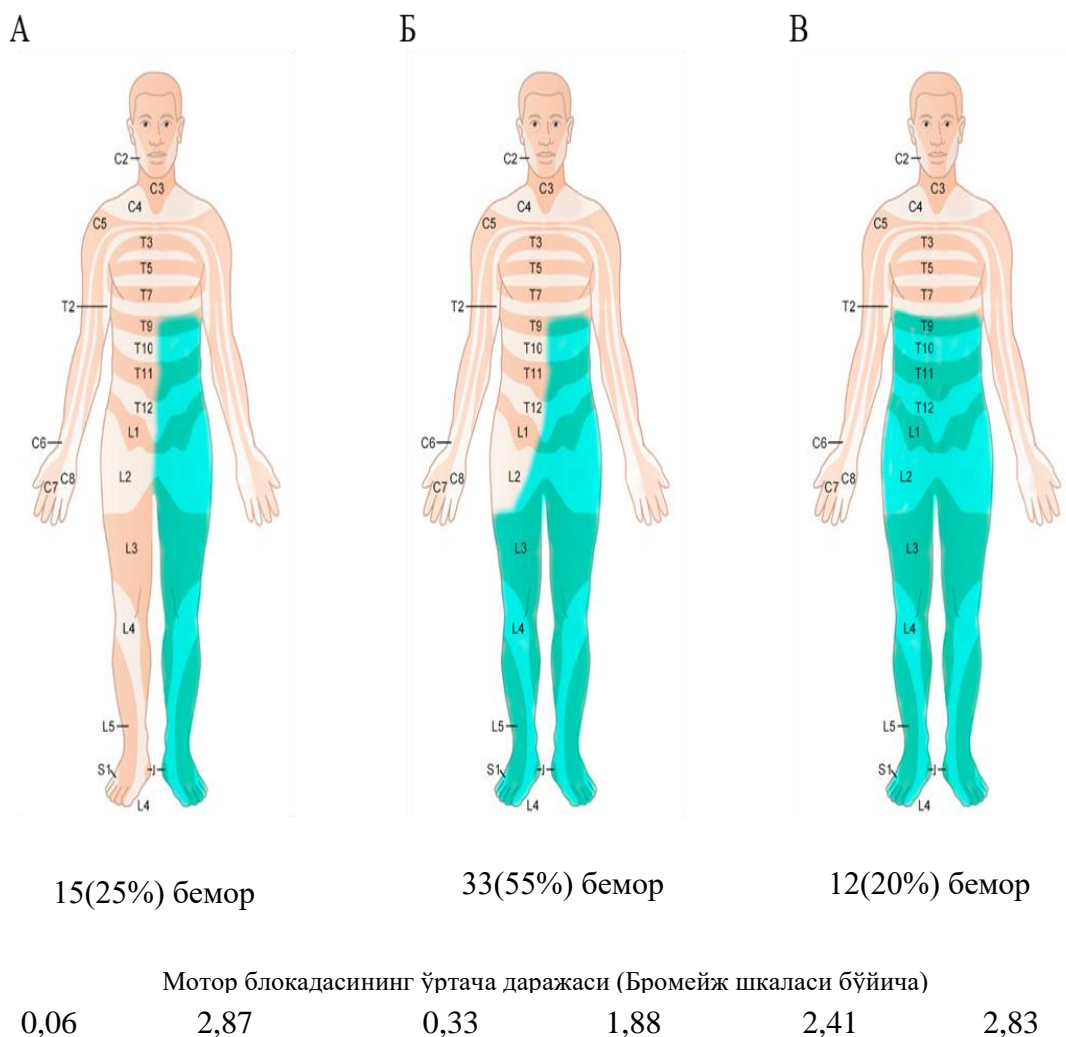 А Б В
C2 C2 C2
C3 C3 C3
C4 C4 C4
C5 C5 C5
T3 T3 T3
T5 T5 T5
T7 T7 T7
T2 T2 T2
T9 T9 T9
T10 T10 T10
T11 T11 T11
T12 T12 T12
L1 L1 L1
C6 C6 C6
L2 L2 L2
C8 C8 C8
C7 C7 C7
L3 L3 L3
L4 L4 L4
L5 L5 L5
S1 S1 S1
L4 L4 L4
15(25%) бемор 33(55%) бемор 12(20%) бемор
Мотор блокадасининг ўртача даражаси (Бромейж шкаласи бўйича)
0,06 2,87 0,33 1,88 2,41 2,83